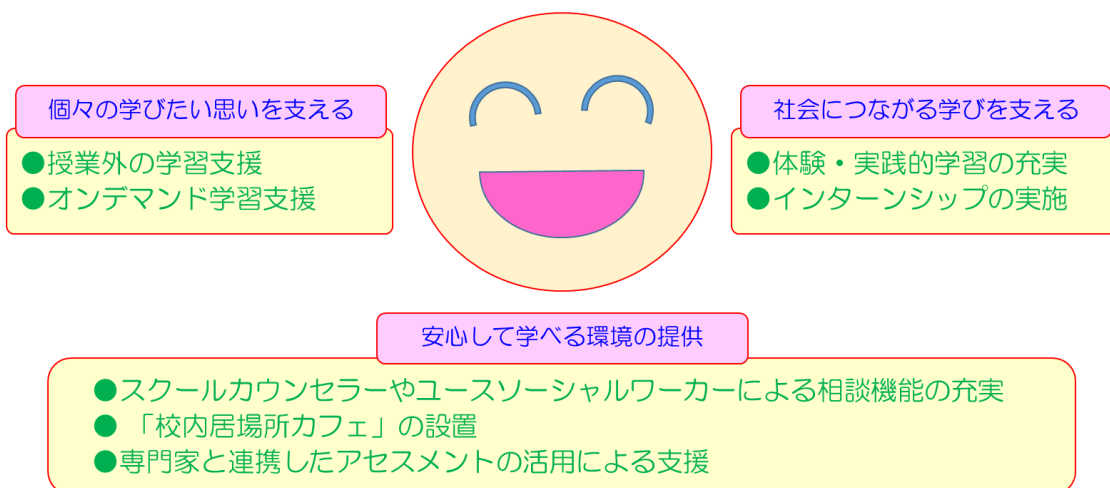 個々の学びたい思いを支える
●授業外の学習支援
●オンデマンド学習支援
社会につながる学びを支える
●体験・実践的学習の充実
●インターンシップの実施
安心して学べる環境の提供
●スクールカウンセラーやユースソーシャルワーカーによる相談機能の充実
●「校内居場所カフェ」の設置
●専門家と連携したアセスメントの活用による支援